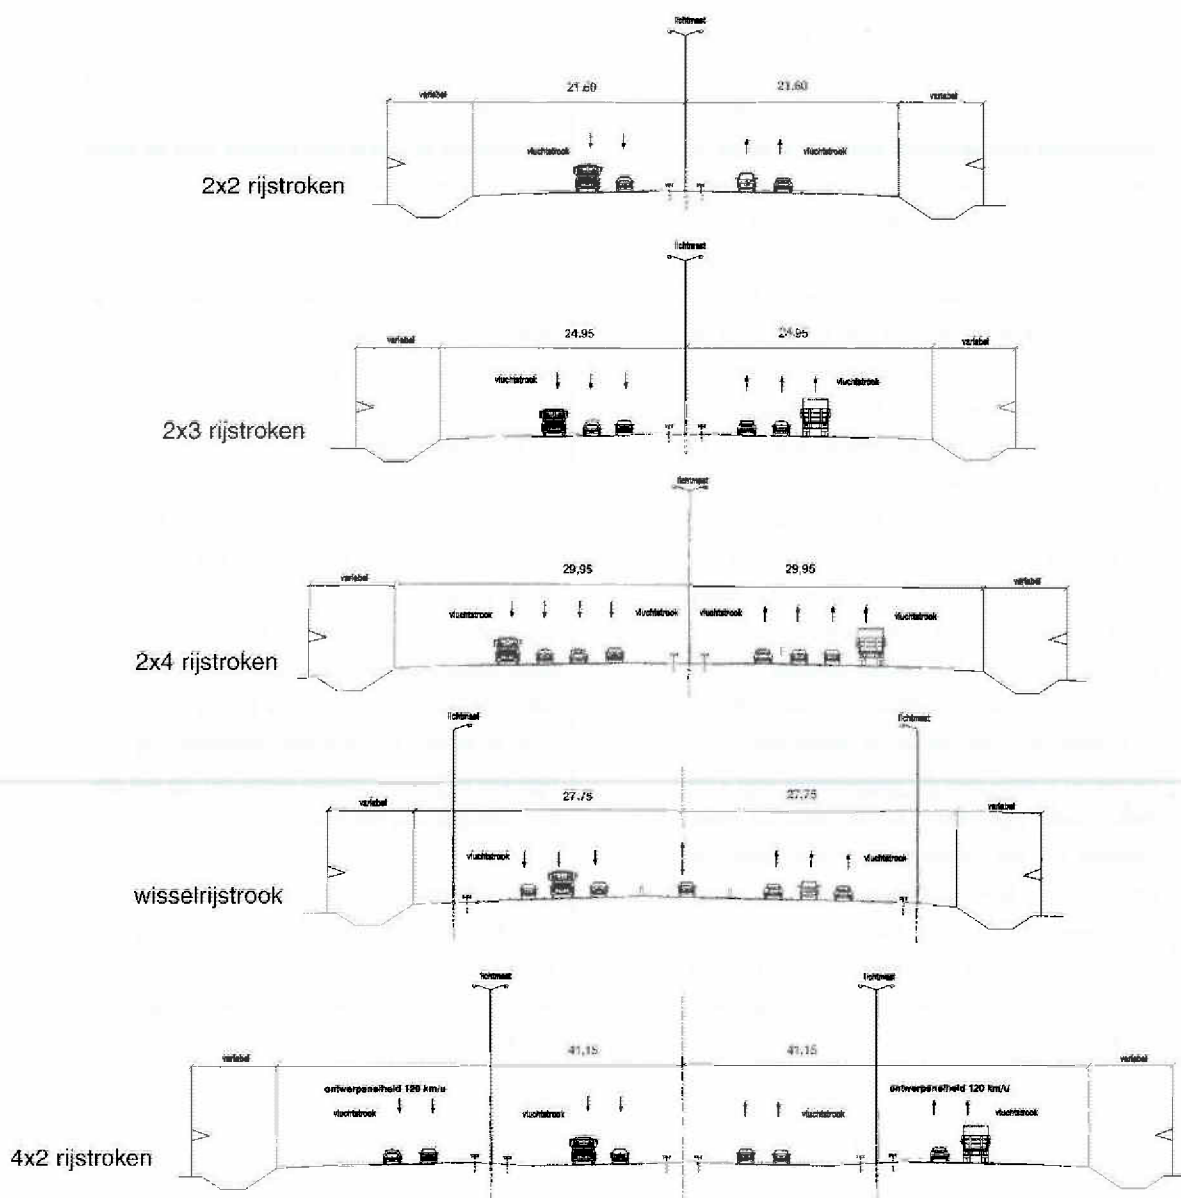 lichtmast
21.60 21.60
variabel variabel
vluchtstrook vluchtstrook
2x2 rijstroken
lichtmast
24.95 24.95
variabel variabel
vluchtstrook vluchtstrook
2x3 rijstroken
lichtmast
29,95 29,95
variabel variabel
vluchtstrook vluchtstrook vluchtstrook vluchtstrook
2x4 rijstroken
lichtmast lichtmast
27.75 27.75
variabel variabel
vluchtstrook vluchtstrook
wisselrijstrook
lichtmast lichtmast
41,15 41,15
variabel variabel
ontwerpsnelheid 120 km/u ontwerpsnelheid 120 km/u
vluchtstrook vluchtstrook vluchtstrook vluchtstrook
4x2 rijstroken